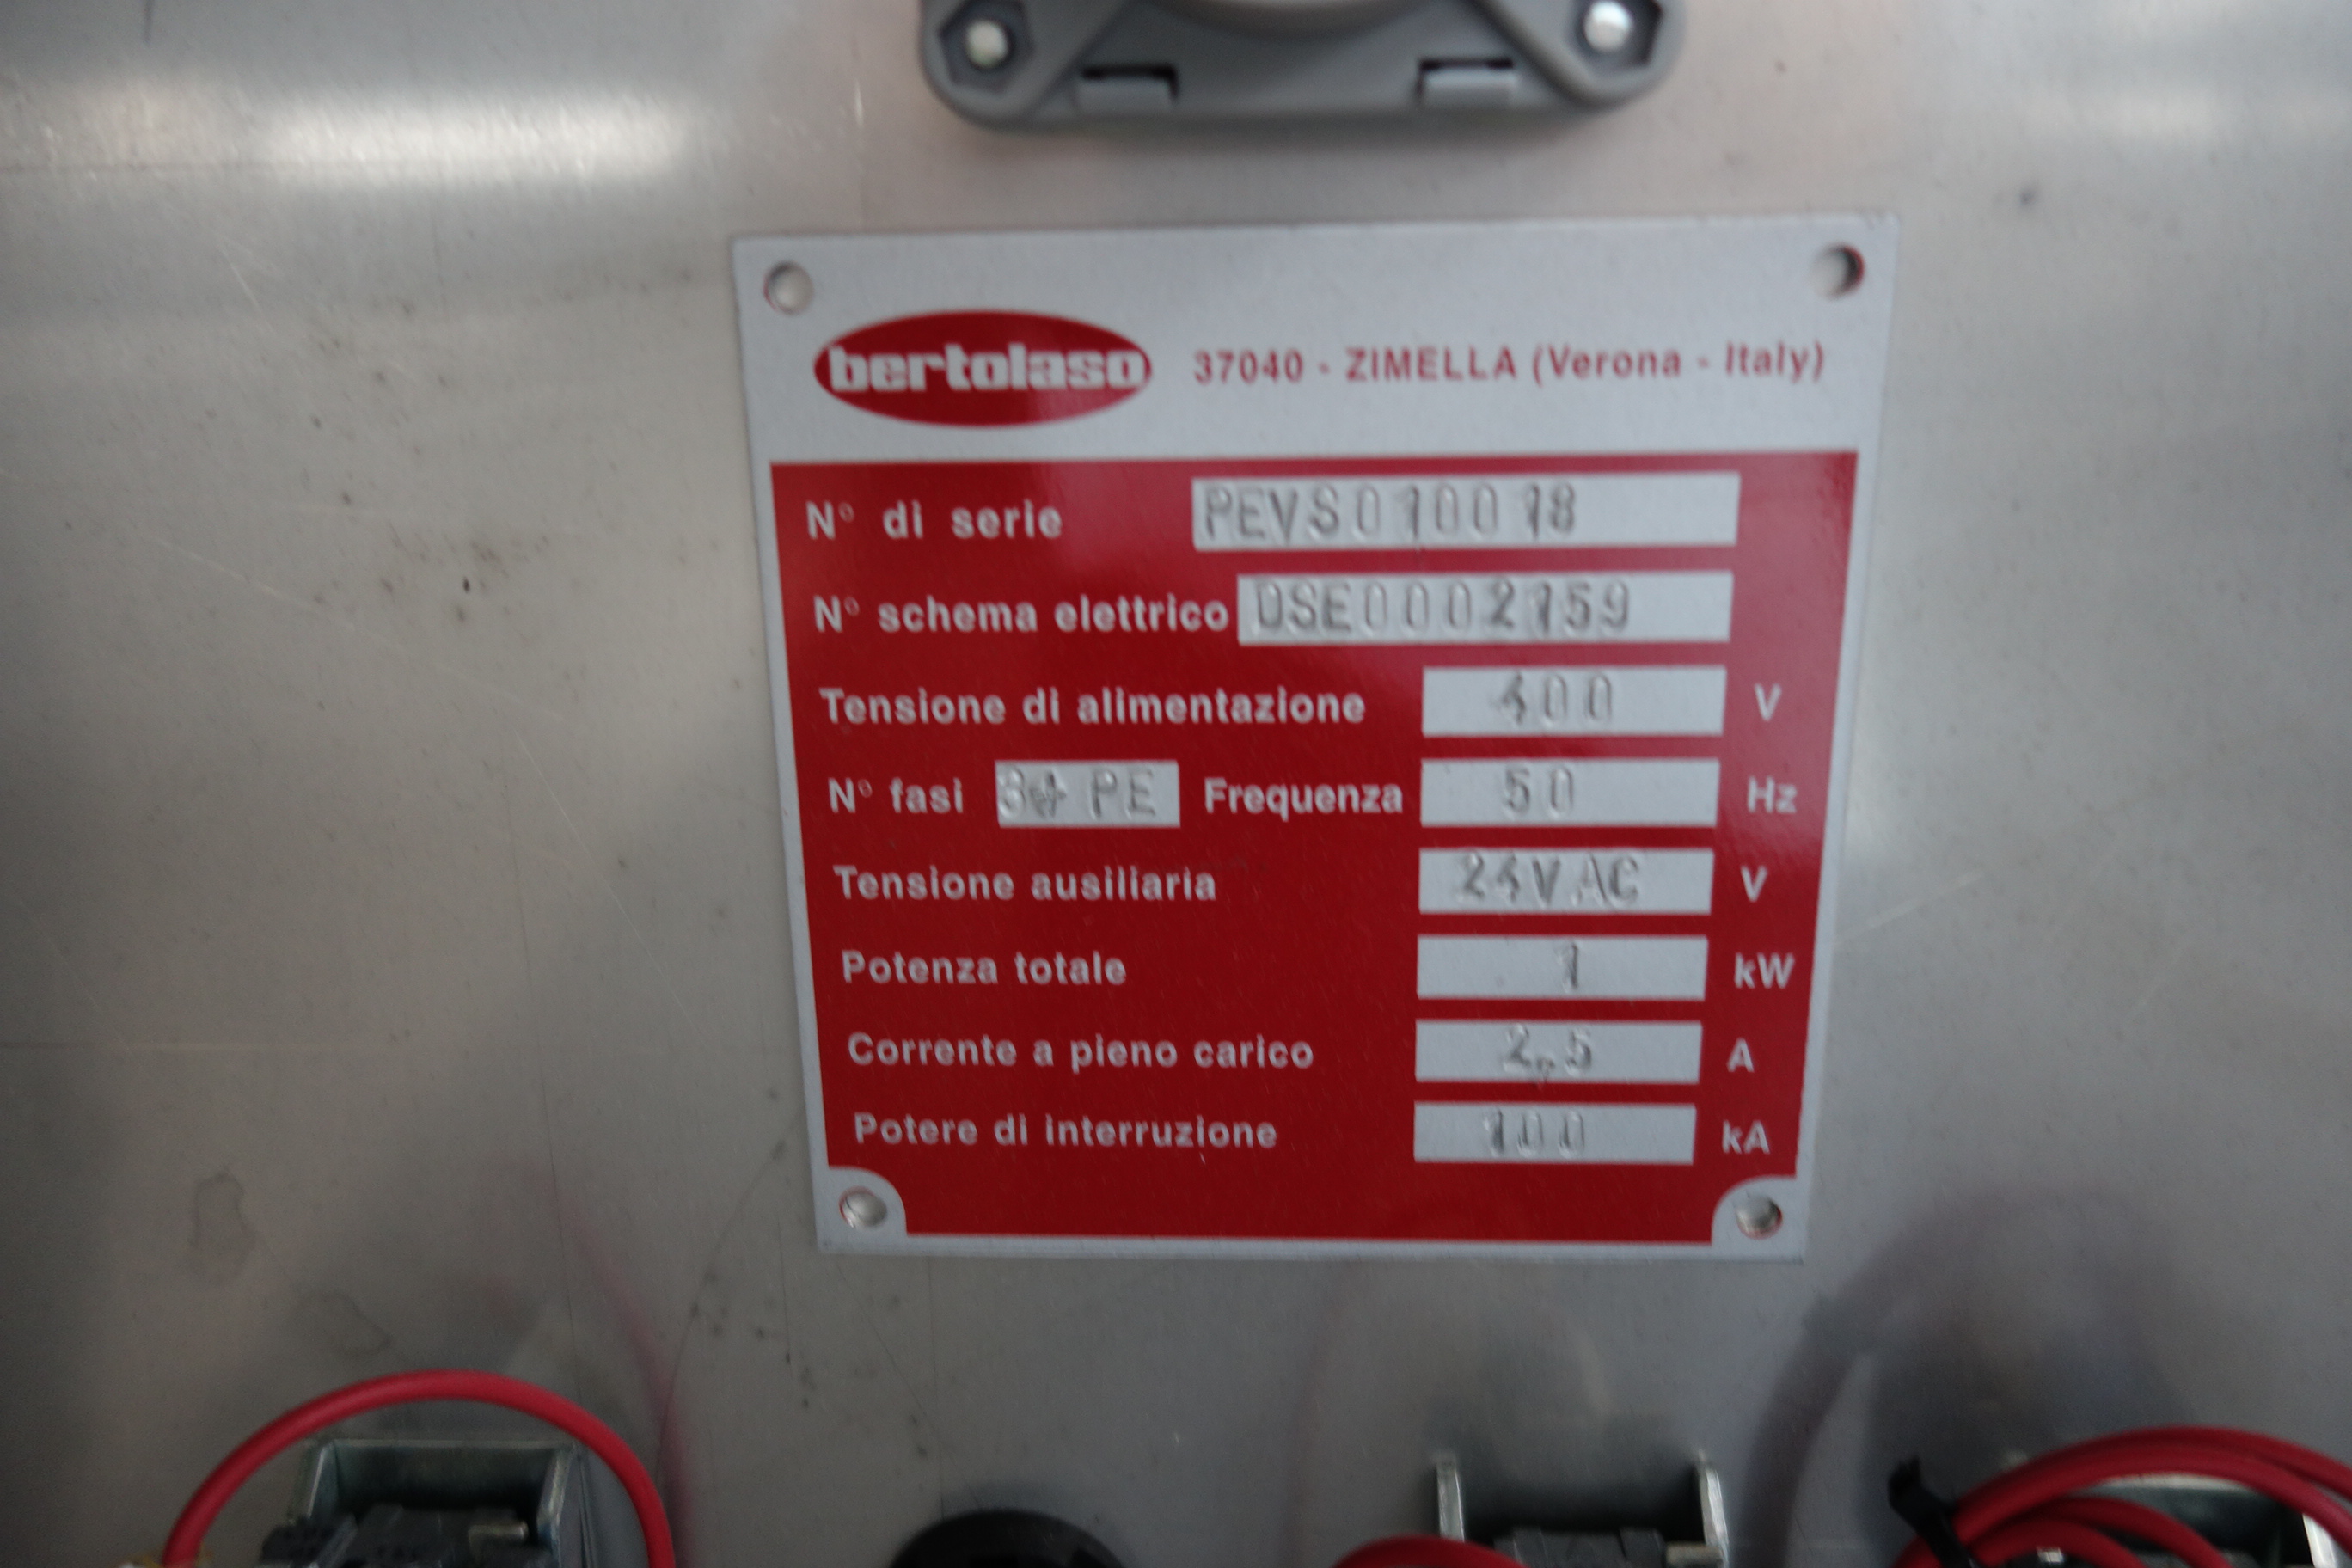 bertolaso 37040 - ZIMELLA (Verona - Italy)
N° di serie PEVS010018
N° schema elettrico DSE0002159
Tensione di alimentazione 400 V
N° fasi 3+PE Frequenza 50 Hz
Tensione ausiliaria 24VAC V
Potenza totale 1 kW
Corrente a pieno carico 2,5 A
Potere di interruzione 100 kA